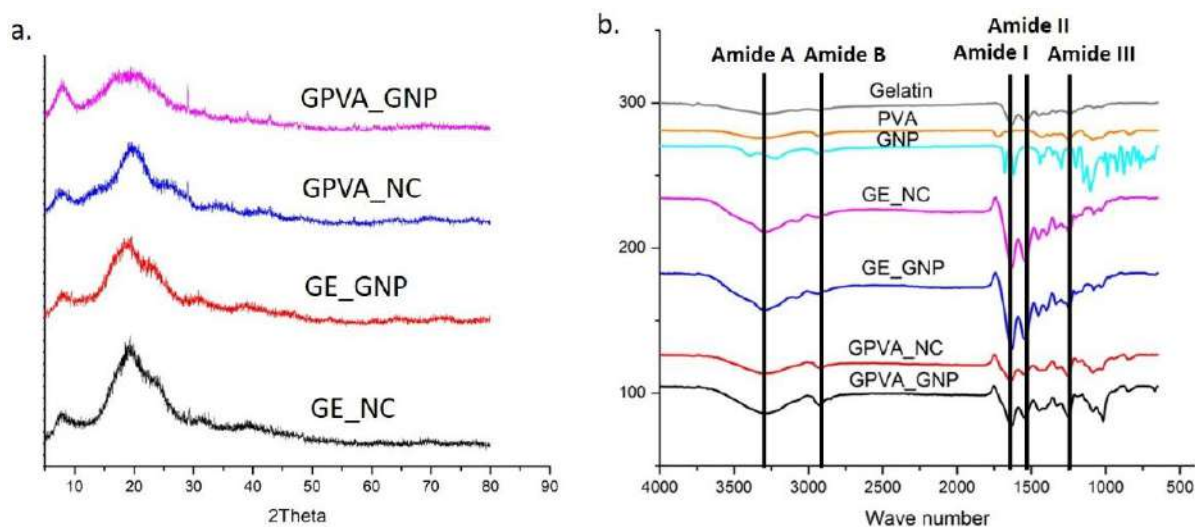 a.
GPVA_GNP
GPVA_NC
GE_GNP
GE_NC
10 20 30 40 50 60 70 80 90
2Theta
b.
Amide II
Amide A Amide B Amide I Amide III
Gelatin
300
PVA
GNP
GE_NC
200
GE_GNP
GPVA_NC
GPVA_GNP
100
4000 3500 3000 2500 2000 1500 1000 500
Wave number